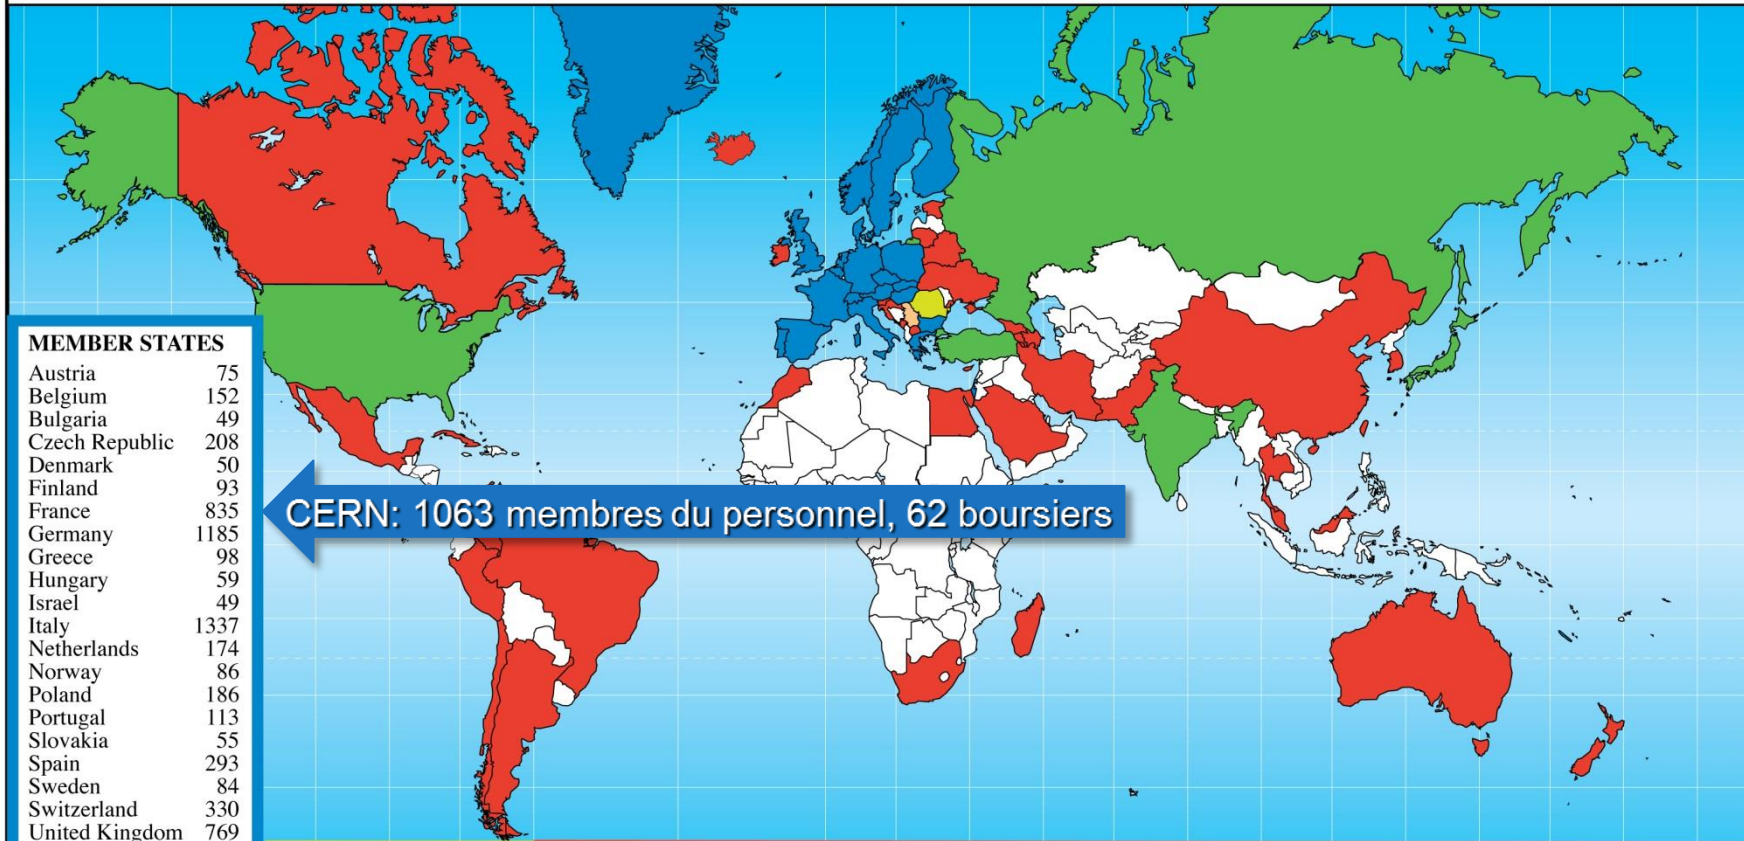 MEMBER STATES
Austria 75
Belgium 152
Bulgaria 49
Czech Republic 208
Denmark 50
Finland 93
France 835
Germany 1185
Greece 98
Hungary 59
Israel 49
Italy 1337
Netherlands 174
Norway 86
Poland 186
Portugal 113
Slovakia 55
Spain 293
Sweden 84
Switzerland 330
United Kingdom 769
CERN: 1063 membres du personnel, 62 boursiers